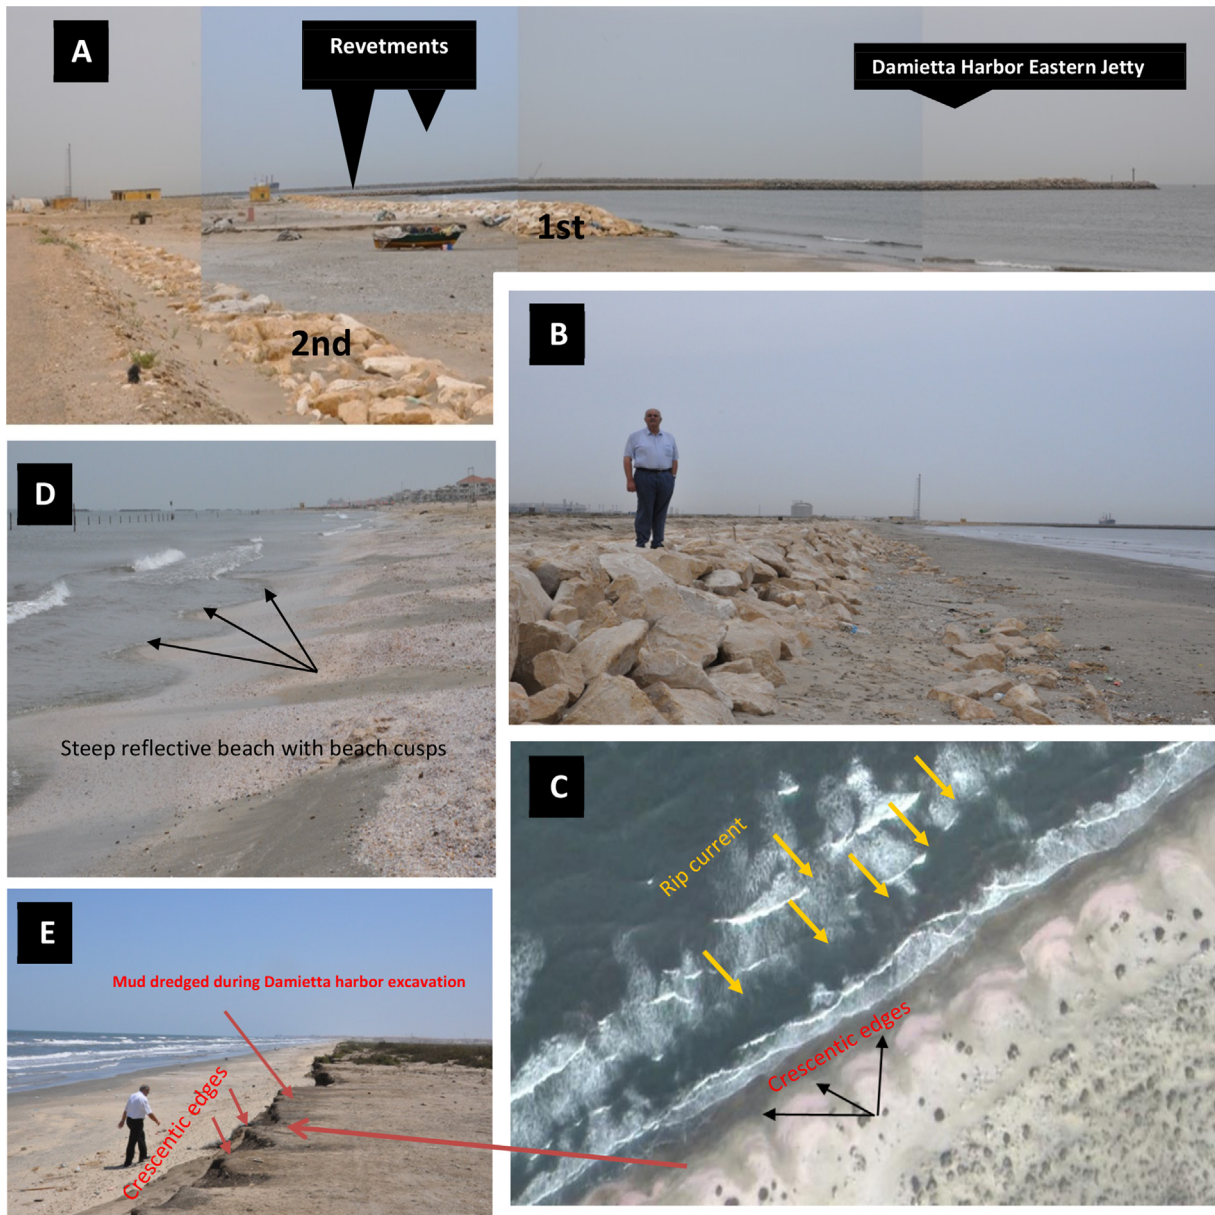 A
Revetments
Damietta Harbor Eastern Jetty
1st
2nd
B
D
Steep reflective beach with beach cusps
C
Rip current
Crescentic edges
E
Mud dredged during Damietta harbor excavation
Crescentic edges